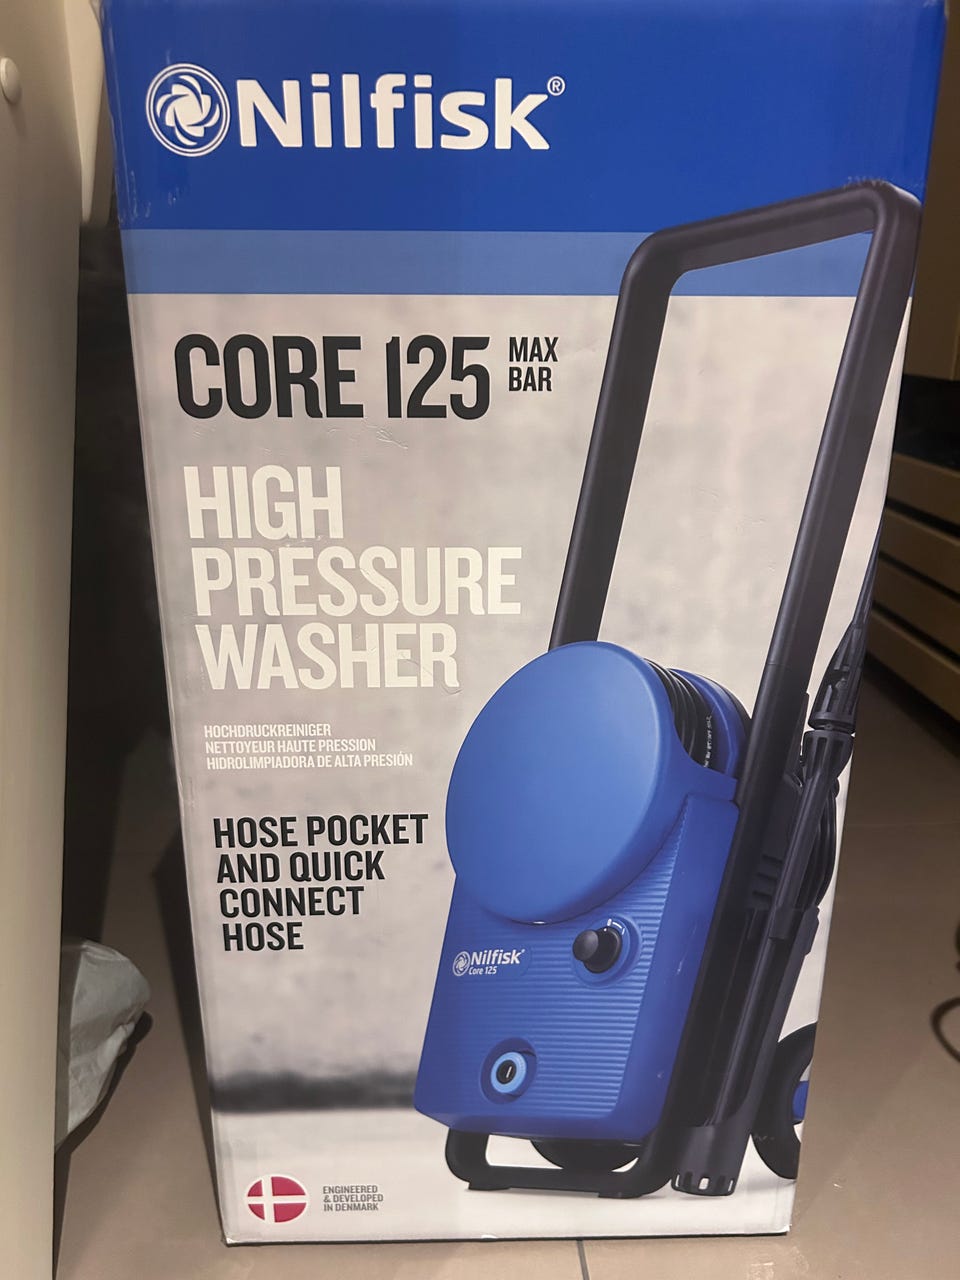 Nilfisk®
CORE 125 MAX BAR
HIGH
PRESSURE
WASHER
HOCHDRUCKREINIGER
NETTOYEUR HAUTE PRESSION
HIDROLIMPIADORA DE ALTA PRESIÓN
HOSE POCKET
AND QUICK
CONNECT
HOSE
Nilfisk®
Core 125
ENGINEERED
& DEVELOPED
IN DENMARK